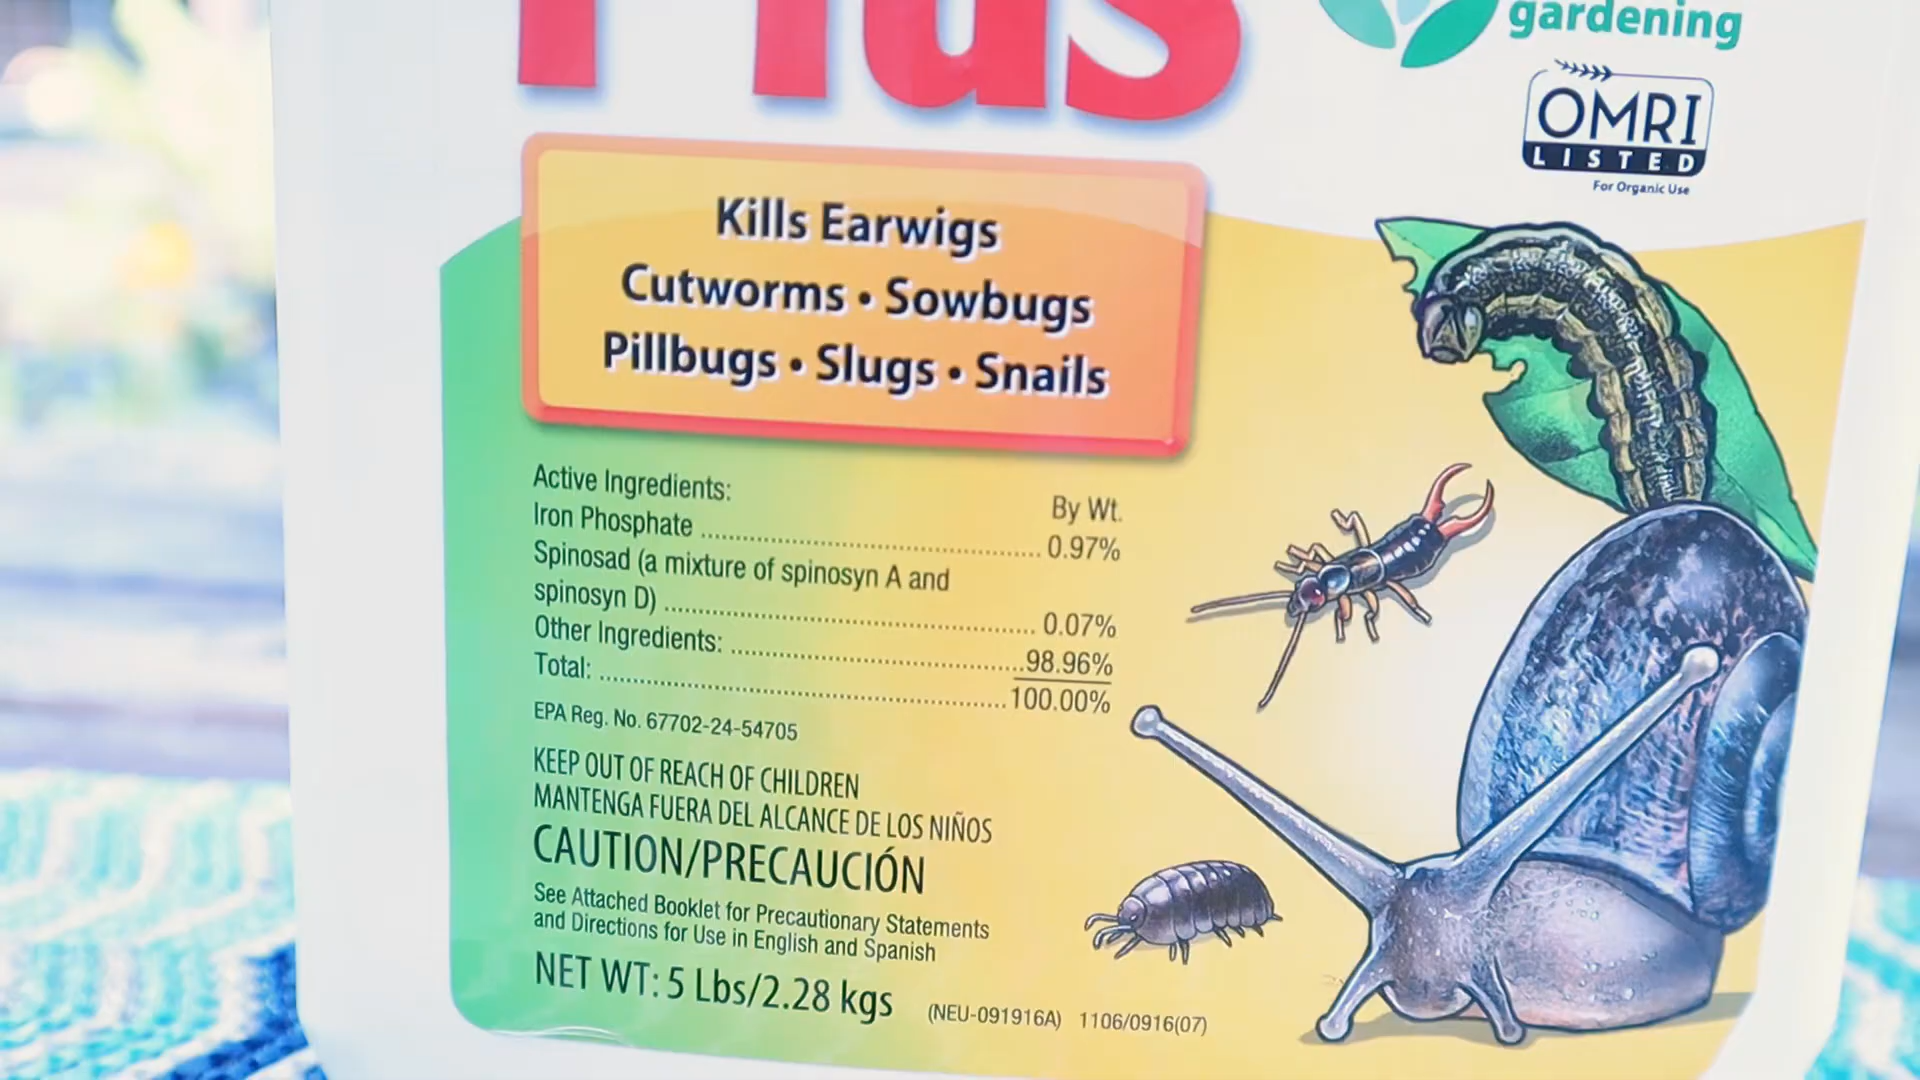 Plus
gardening
OMRI
LISTED
For Organic Use
Kills Earwigs
Cutworms • Sowbugs
Pillbugs • Slugs • Snails
Active Ingredients:
By Wt.
Iron Phosphate ........................................ 0.97%
Spinosad (a mixture of spinosyn A and
spinosyn D) ............................................ 0.07%
Other Ingredients: ...................................98.96%
Total: ..................................................100.00%
EPA Reg. No. 67702-24-54705
KEEP OUT OF REACH OF CHILDREN
MANTENGA FUERA DEL ALCANCE DE LOS NIÑOS
CAUTION/PRECAUCIÓN
See Attached Booklet for Precautionary Statements
and Directions for Use in English and Spanish
NET WT: 5 Lbs/2.28 kgs
(NEU-091916A) 1106/0916(07)